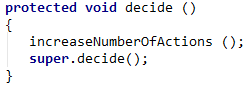 protected void decide ()
{
    increaseNumberOfActions ();
    super.decide();
}